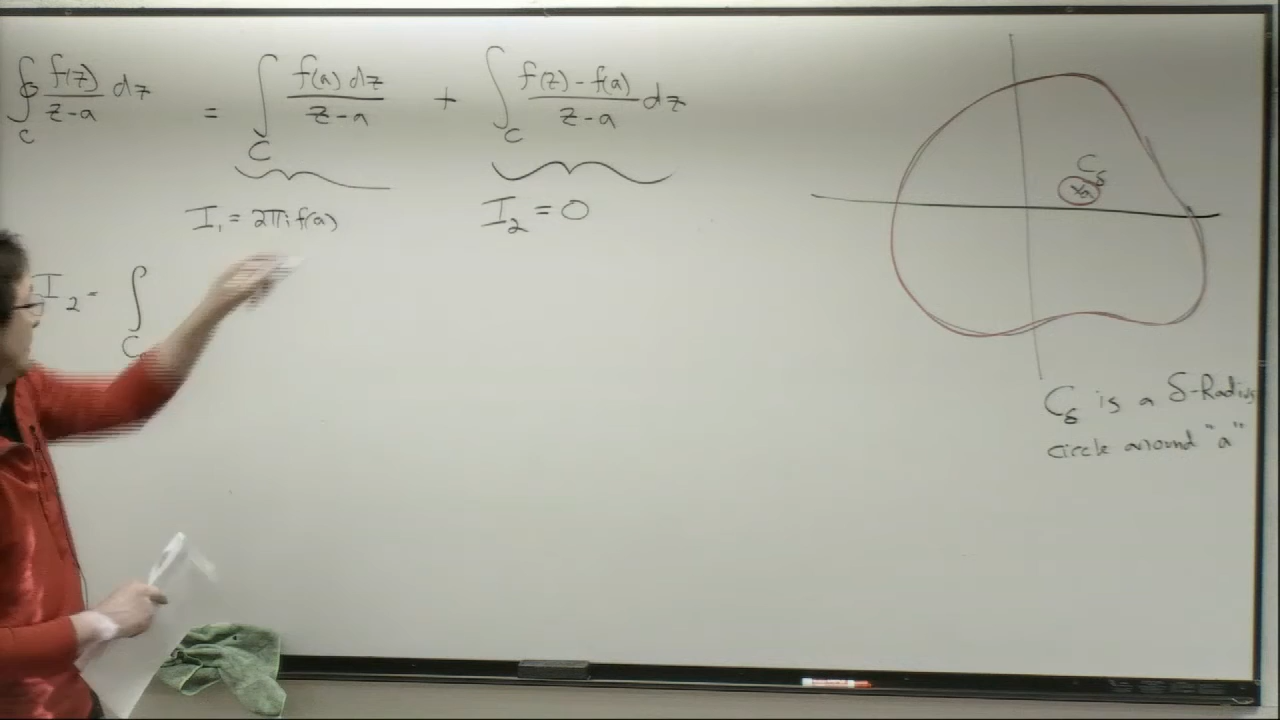 ∮_C f(z)/(z-a) dz = ∫_C f(a) dz/(z-a) + ∫_C (f(z) - f(a))/(z-a) dz
I₁ = 2πi f(a)
I₂ = 0
I₂ = ∫_C
C_δ
a
C_δ is a δ-Radius
circle around "a"